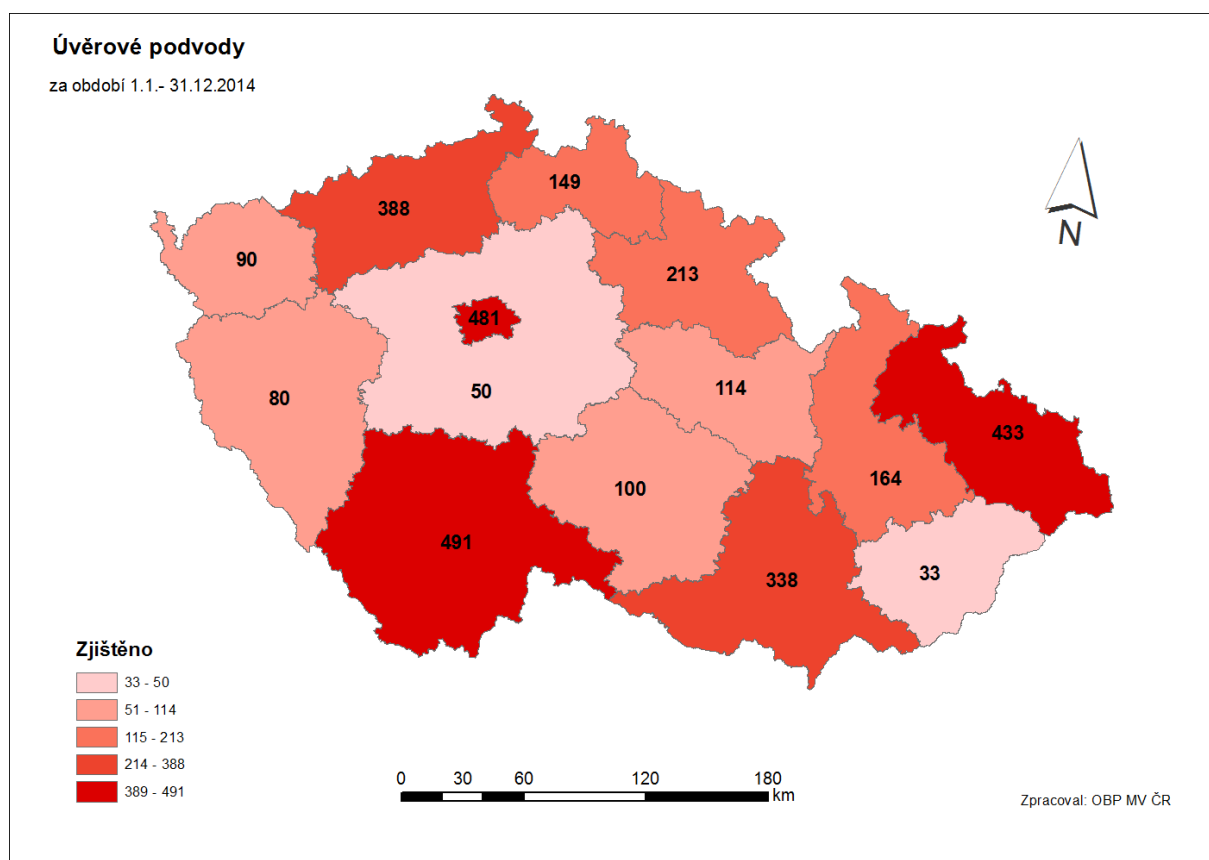 Úvěrové podvody
za období 1.1.- 31.12.2014
149
388
90
213
N
481
114
50
80
433
164
100
491
33
338
Zjištěno
33 - 50
51 - 114
115 - 213
214 - 388
389 - 491
0 30 60 120 180
km
Zpracoval: OBP MV ČR